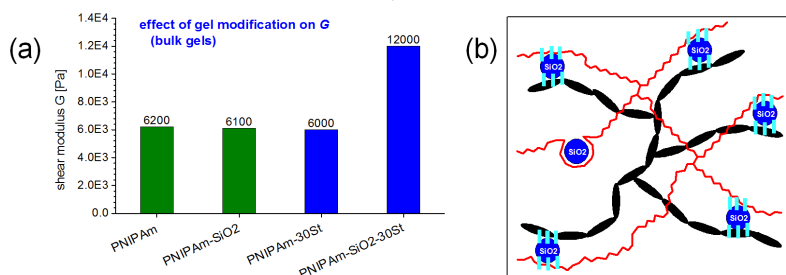 (a)
effect of gel modification on G
(bulk gels)
shear modulus G [Pa]
1.4E4
1.2E4
1.0E4
8.0E3
6.0E3
4.0E3
2.0E3
0.0
6200
6100
6000
12000
PNIPAm
PNIPAm-SiO2
PNIPAm-30St
PNIPAm-SiO2-30St
(b)
SiO2
SiO2
SiO2
SiO2
SiO2
SiO2